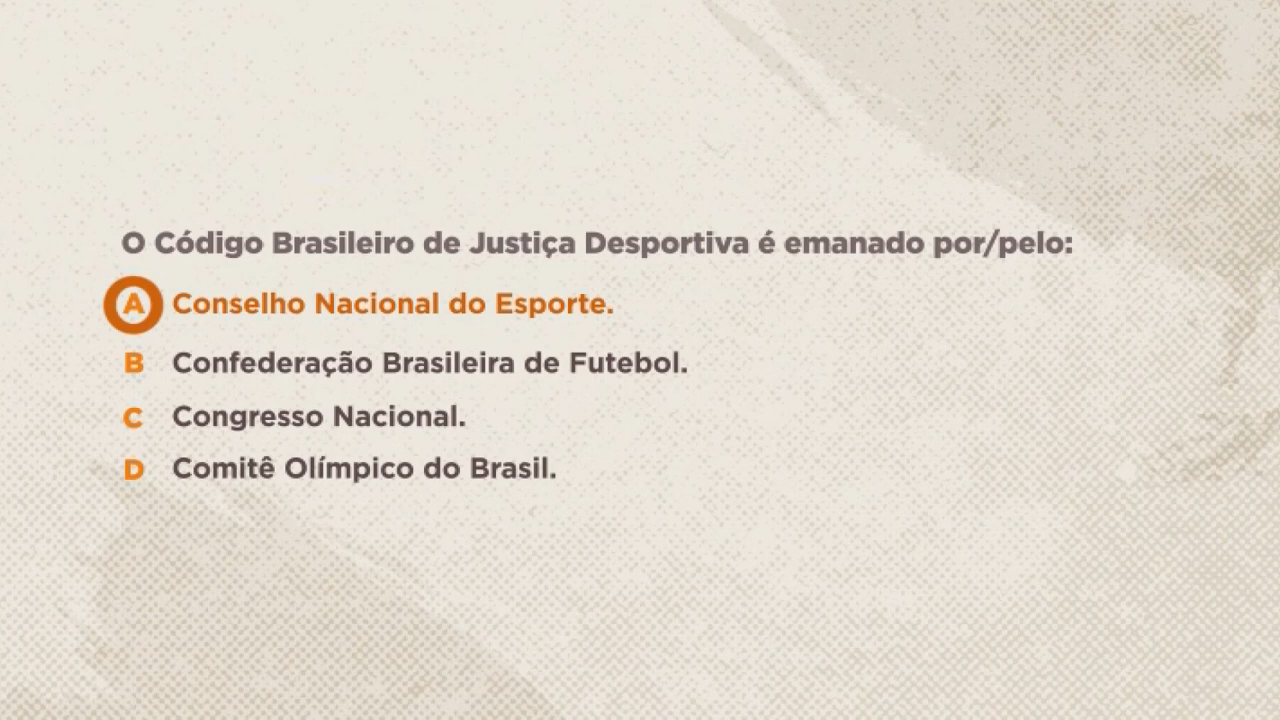 O Código Brasileiro de Justiça Desportiva é emanado por/pelo:
A Conselho Nacional do Esporte.
B Confederação Brasileira de Futebol.
C Congresso Nacional.
D Comitê Olímpico do Brasil.